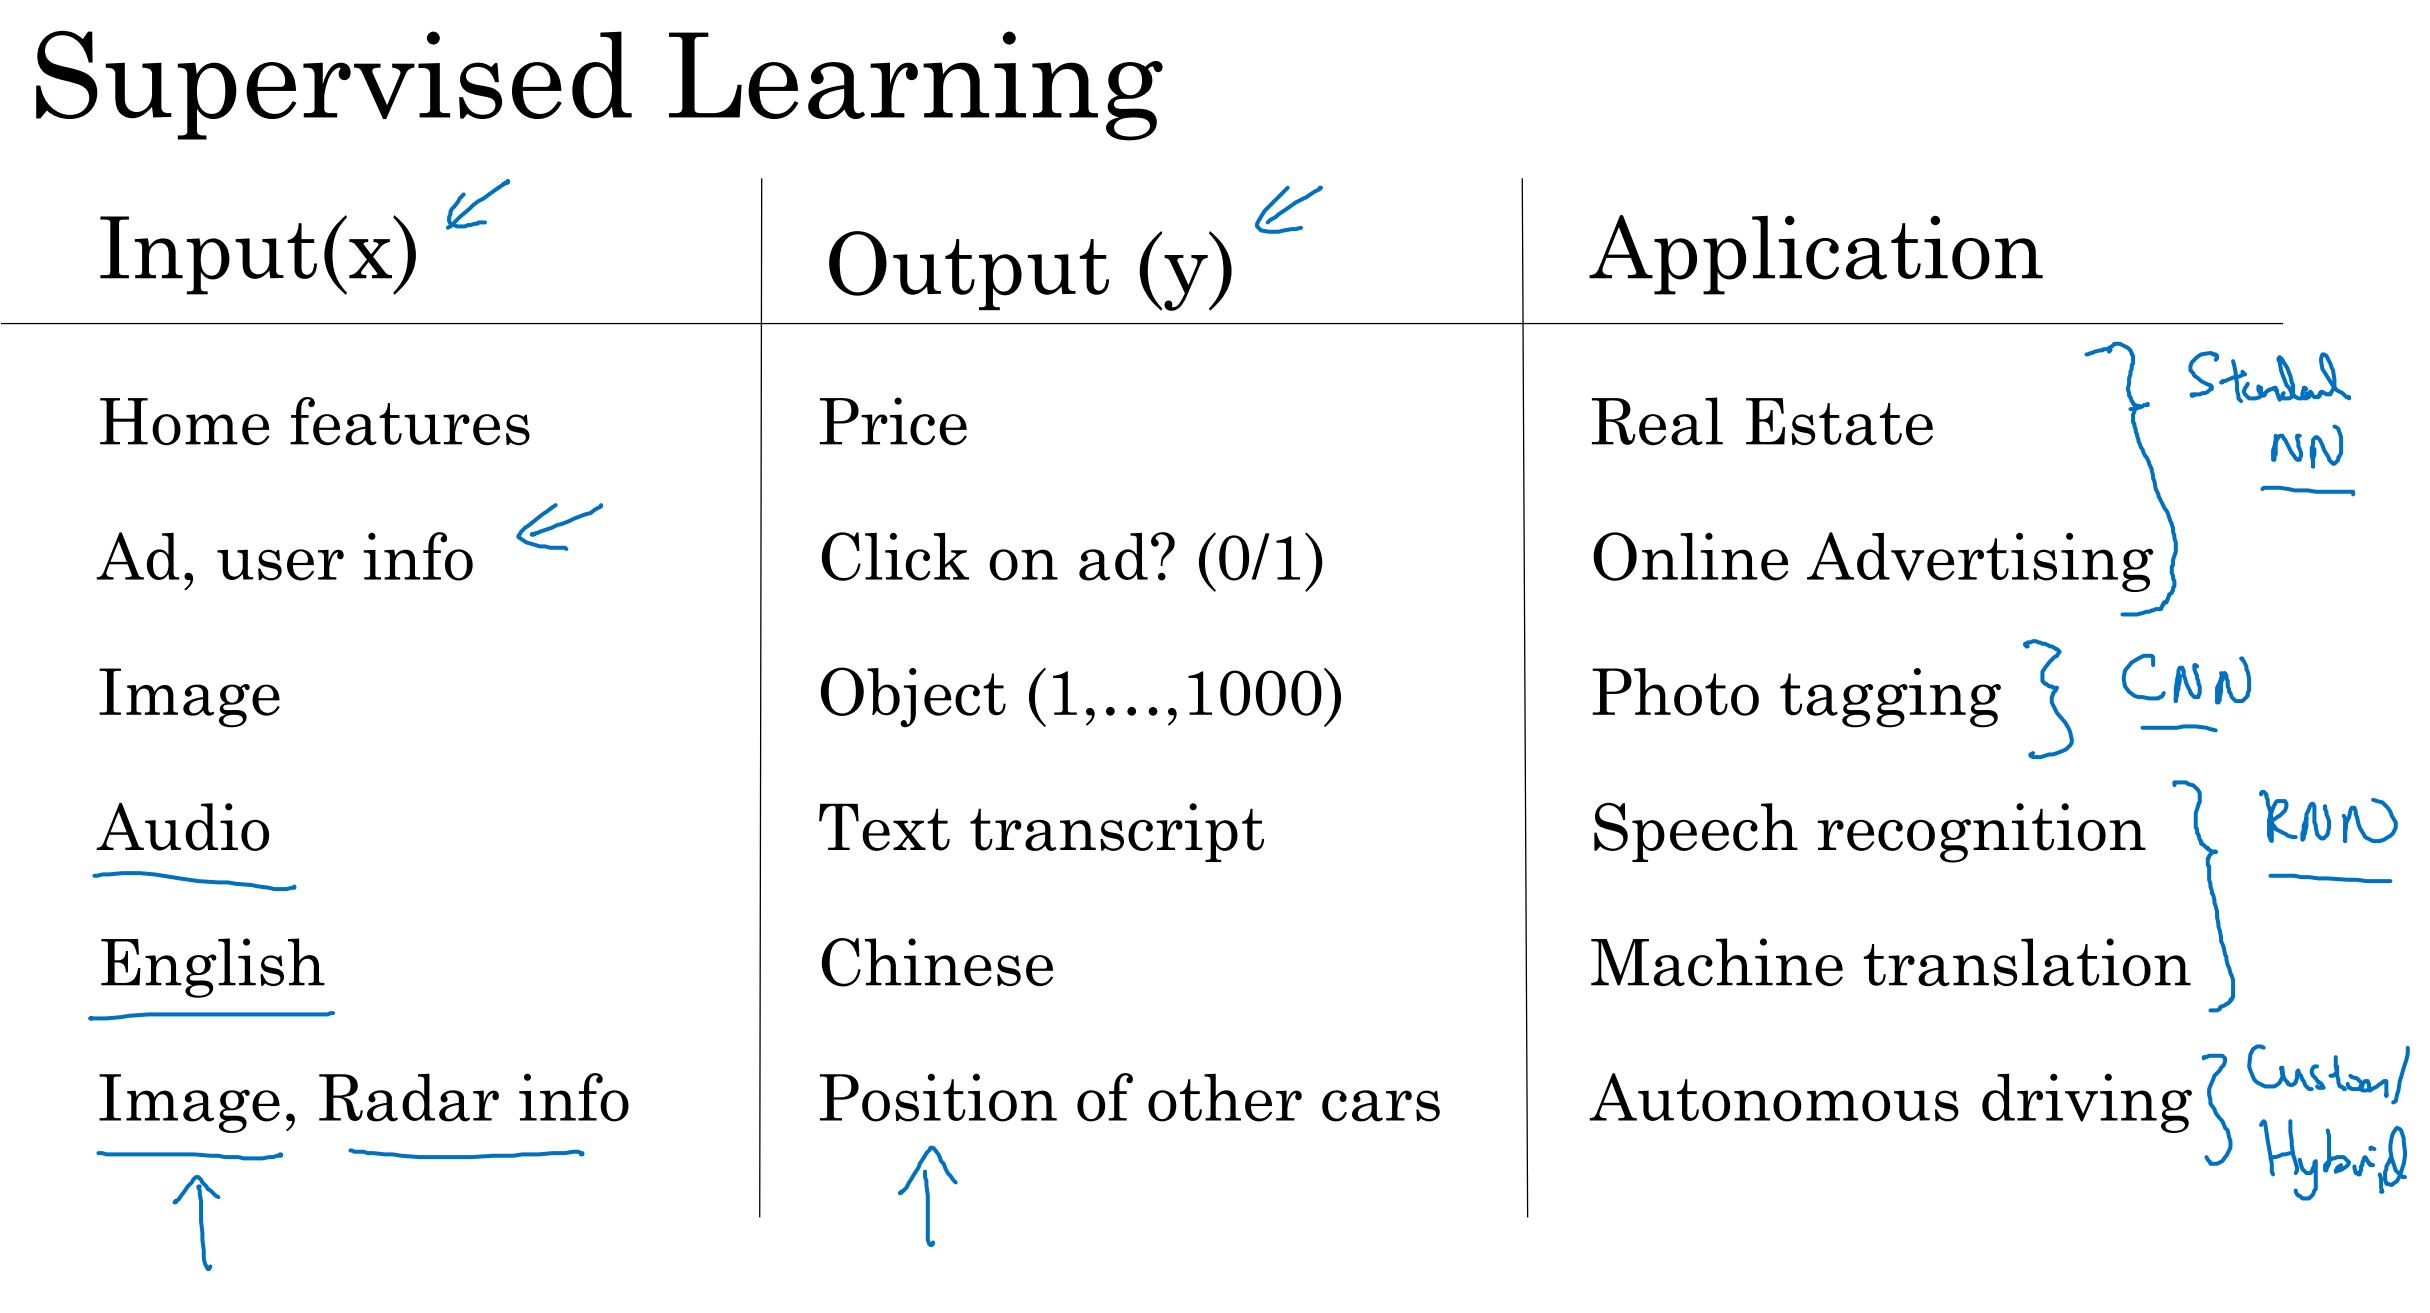 Supervised Learning
Input(x) Output (y) Application
Home features Price Real Estate Standard
NN
Ad, user info Click on ad? (0/1) Online Advertising
Image Object (1,...,1000) Photo tagging CNN
Audio Text transcript Speech recognition RNN
English Chinese Machine translation
Image, Radar info Position of other cars Autonomous driving Custom/
Hybrid